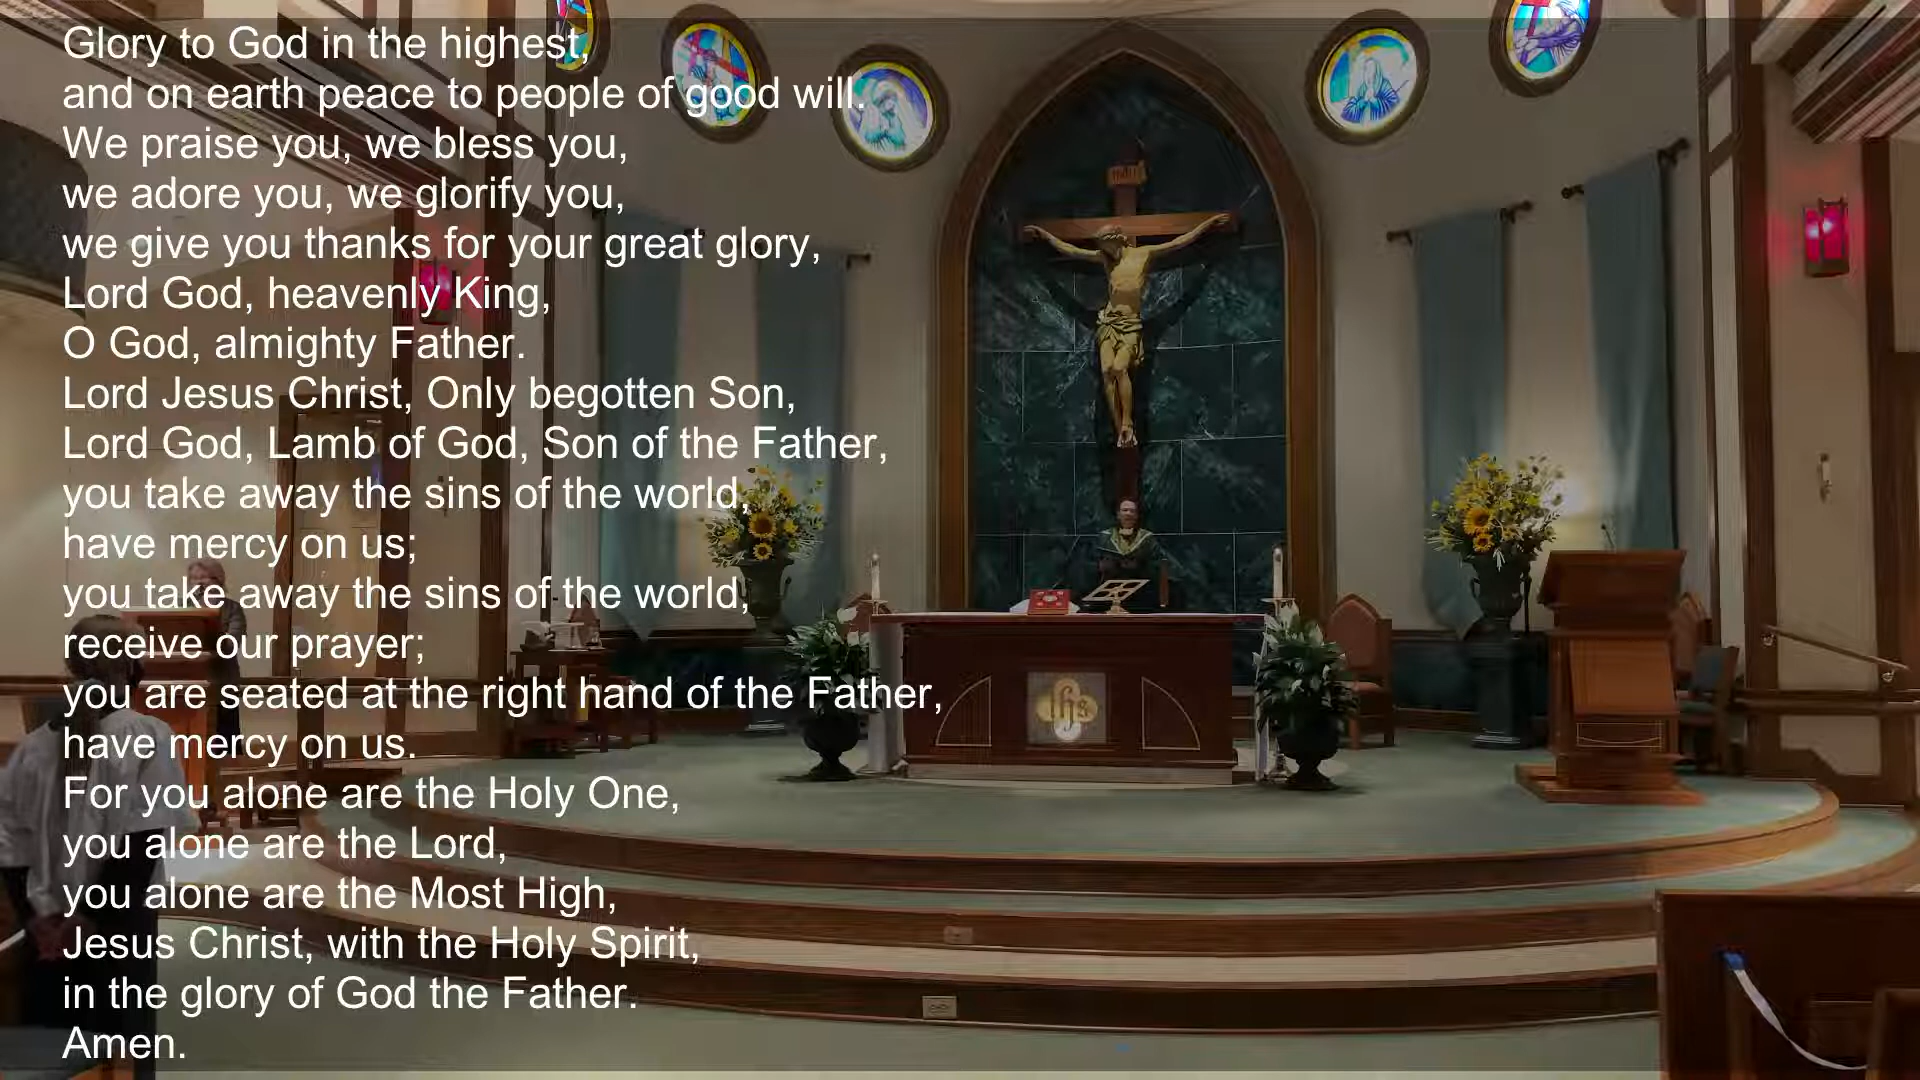 Glory to God in the highest,
and on earth peace to people of good will.
We praise you, we bless you,
we adore you, we glorify you,
we give you thanks for your great glory,
Lord God, heavenly King,
O God, almighty Father.
Lord Jesus Christ, Only begotten Son,
Lord God, Lamb of God, Son of the Father,
you take away the sins of the world,
have mercy on us;
you take away the sins of the world,
receive our prayer;
you are seated at the right hand of the Father,
have mercy on us.
For you alone are the Holy One,
you alone are the Lord,
you alone are the Most High,
Jesus Christ, with the Holy Spirit,
in the glory of God the Father.
Amen.
INRI
ihs